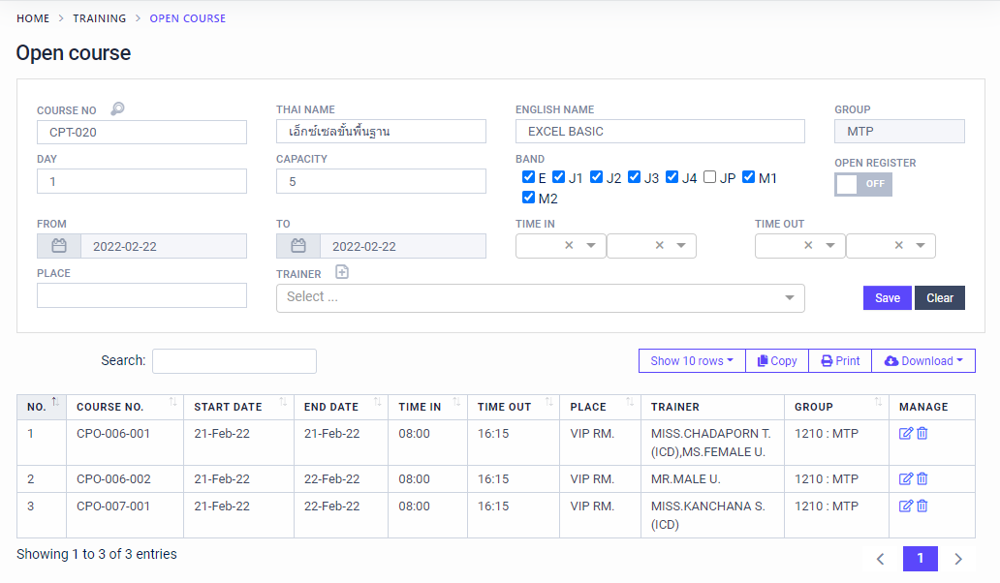 HOME > TRAINING > OPEN COURSE
Open course
COURSE NO THAI NAME ENGLISH NAME GROUP
CPT-020 เอ็กซ์เซลขั้นพื้นฐาน EXCEL BASIC MTP
DAY CAPACITY BAND OPEN REGISTER
1 5 E J1 J2 J3 J4 JP M1 OFF
M2
FROM TO TIME IN TIME OUT
2022-02-22 2022-02-22
PLACE TRAINER
Select ...
Save Clear
Search: Show 10 rows Copy Print Download
NO. COURSE NO. START DATE END DATE TIME IN TIME OUT PLACE TRAINER GROUP MANAGE
1 CPO-006-001 21-Feb-22 21-Feb-22 08:00 16:15 VIP RM. MISS.CHADAPORN T. 1210 : MTP
(ICD),MS.FEMALE U.
2 CPO-006-002 21-Feb-22 22-Feb-22 08:00 16:15 VIP RM. MR.MALE U. 1210 : MTP
3 CPO-007-001 21-Feb-22 22-Feb-22 08:00 16:15 VIP RM. MISS.KANCHANA S. 1210 : MTP
(ICD)
Showing 1 to 3 of 3 entries
1